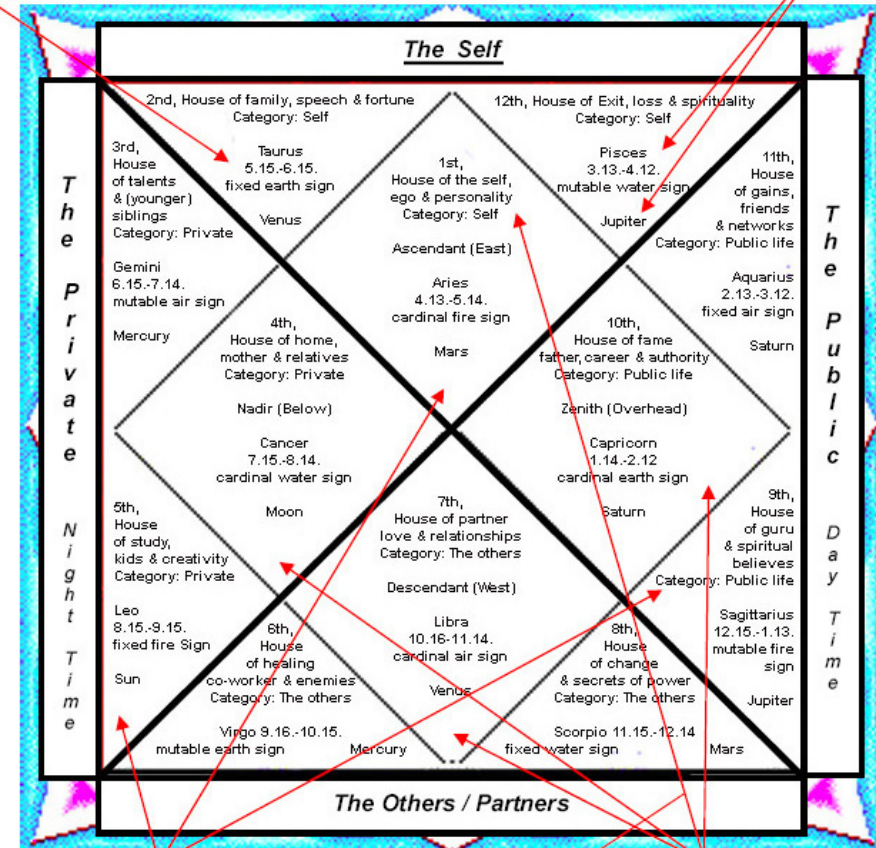 The Self
2nd, House of family, speech & fortune
Category: Self
Taurus
5.15.-6.15.
fixed earth sign
Venus
12th, House of Exit, loss & spirituality
Category: Self
Pisces
3.13.-4.12.
mutable water sign
Jupiter
3rd,
House
of talents
& (younger)
siblings
Category: Private
Gemini
6.15.-7.14.
mutable air sign
Mercury
1st,
House of the self,
ego & personality
Category: Self
Ascendant (East)
Aries
4.13.-5.14.
cardinal fire sign
Mars
11th,
House
of gains,
friends
& networks
Category: Public life
Aquarius
2.13.-3.12.
fixed air sign
Saturn
4th,
House of home,
mother & relatives
Category: Private
Nadir (Below)
Cancer
7.15.-8.14.
cardinal water sign
Moon
10th,
House of fame
father, career & authority
Category: Public life
Zenith (Overhead)
Capricorn
1.14.-2.12
cardinal earth sign
Saturn
5th,
House
of study,
kids & creativity
Category: Private
Leo
8.15.-9.15.
fixed fire Sign
Sun
7th,
House of partner
love & relationships
Category: The others
Descendant (West)
Libra
10.16-11.14.
cardinal air sign
Venus
9th,
House
of guru
& spiritual
believes
Category: Public life
Sagittarius
12.15.-1.13.
mutable fire
sign
Jupiter
6th,
House
of healing
co-worker & enemies
Category: The others
Virgo 9.16.-10.15.
mutable earth sign
Mercury
8th,
House
of change
& secrets of power
Category: The others
Scorpio 11.15.-12.14
fixed water sign
Mars
The Private
Night Time
The Public
Day Time
The Others / Partners